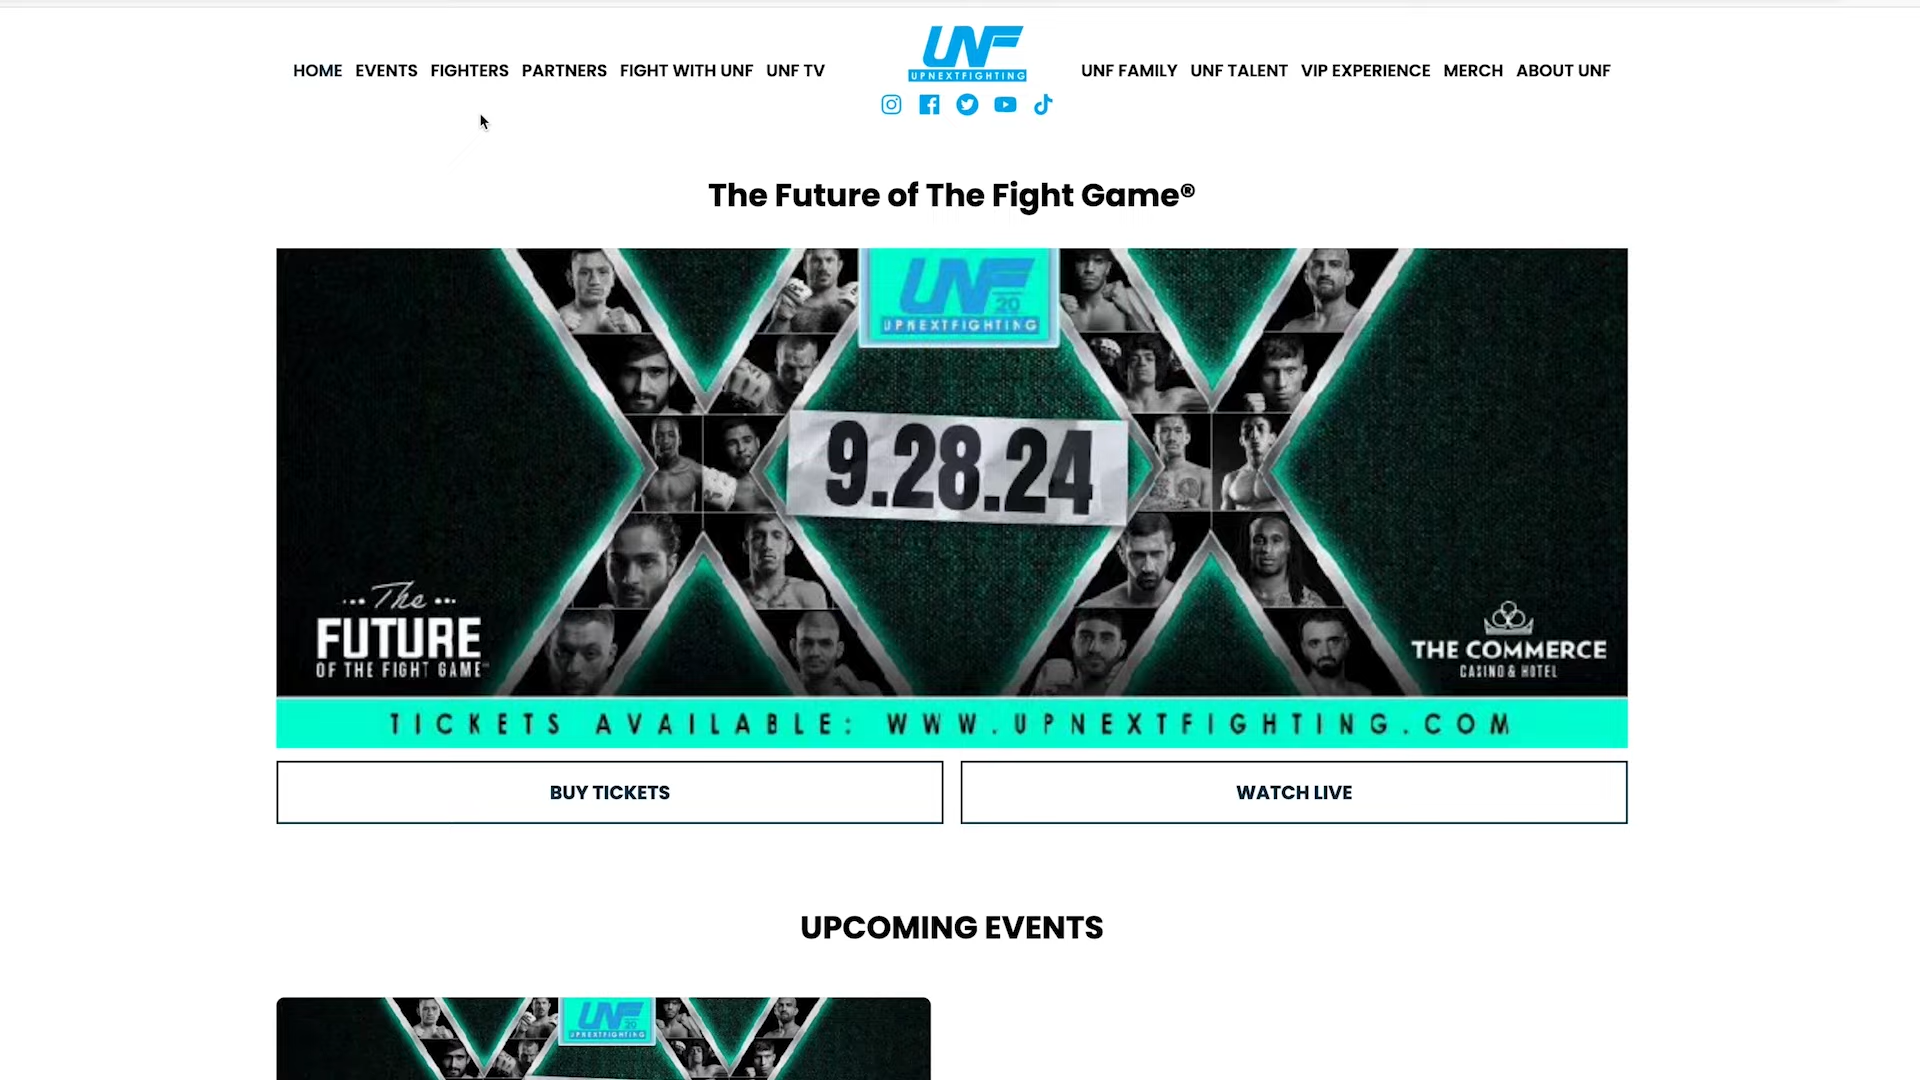 HOME EVENTS FIGHTERS PARTNERS FIGHT WITH UNF UNF TV
UNF
UPNEXTFIGHTING
UNF FAMILY UNF TALENT VIP EXPERIENCE MERCH ABOUT UNF
The Future of The Fight Game®
UNF
20
UPNEXTFIGHTING
9.28.24
The
FUTURE
OF THE FIGHT GAME
THE COMMERCE
CASINO & HOTEL
TICKETS AVAILABLE: WWW.UPNEXTFIGHTING.COM
BUY TICKETS
WATCH LIVE
UPCOMING EVENTS
UNF
20
UPNEXTFIGHTING